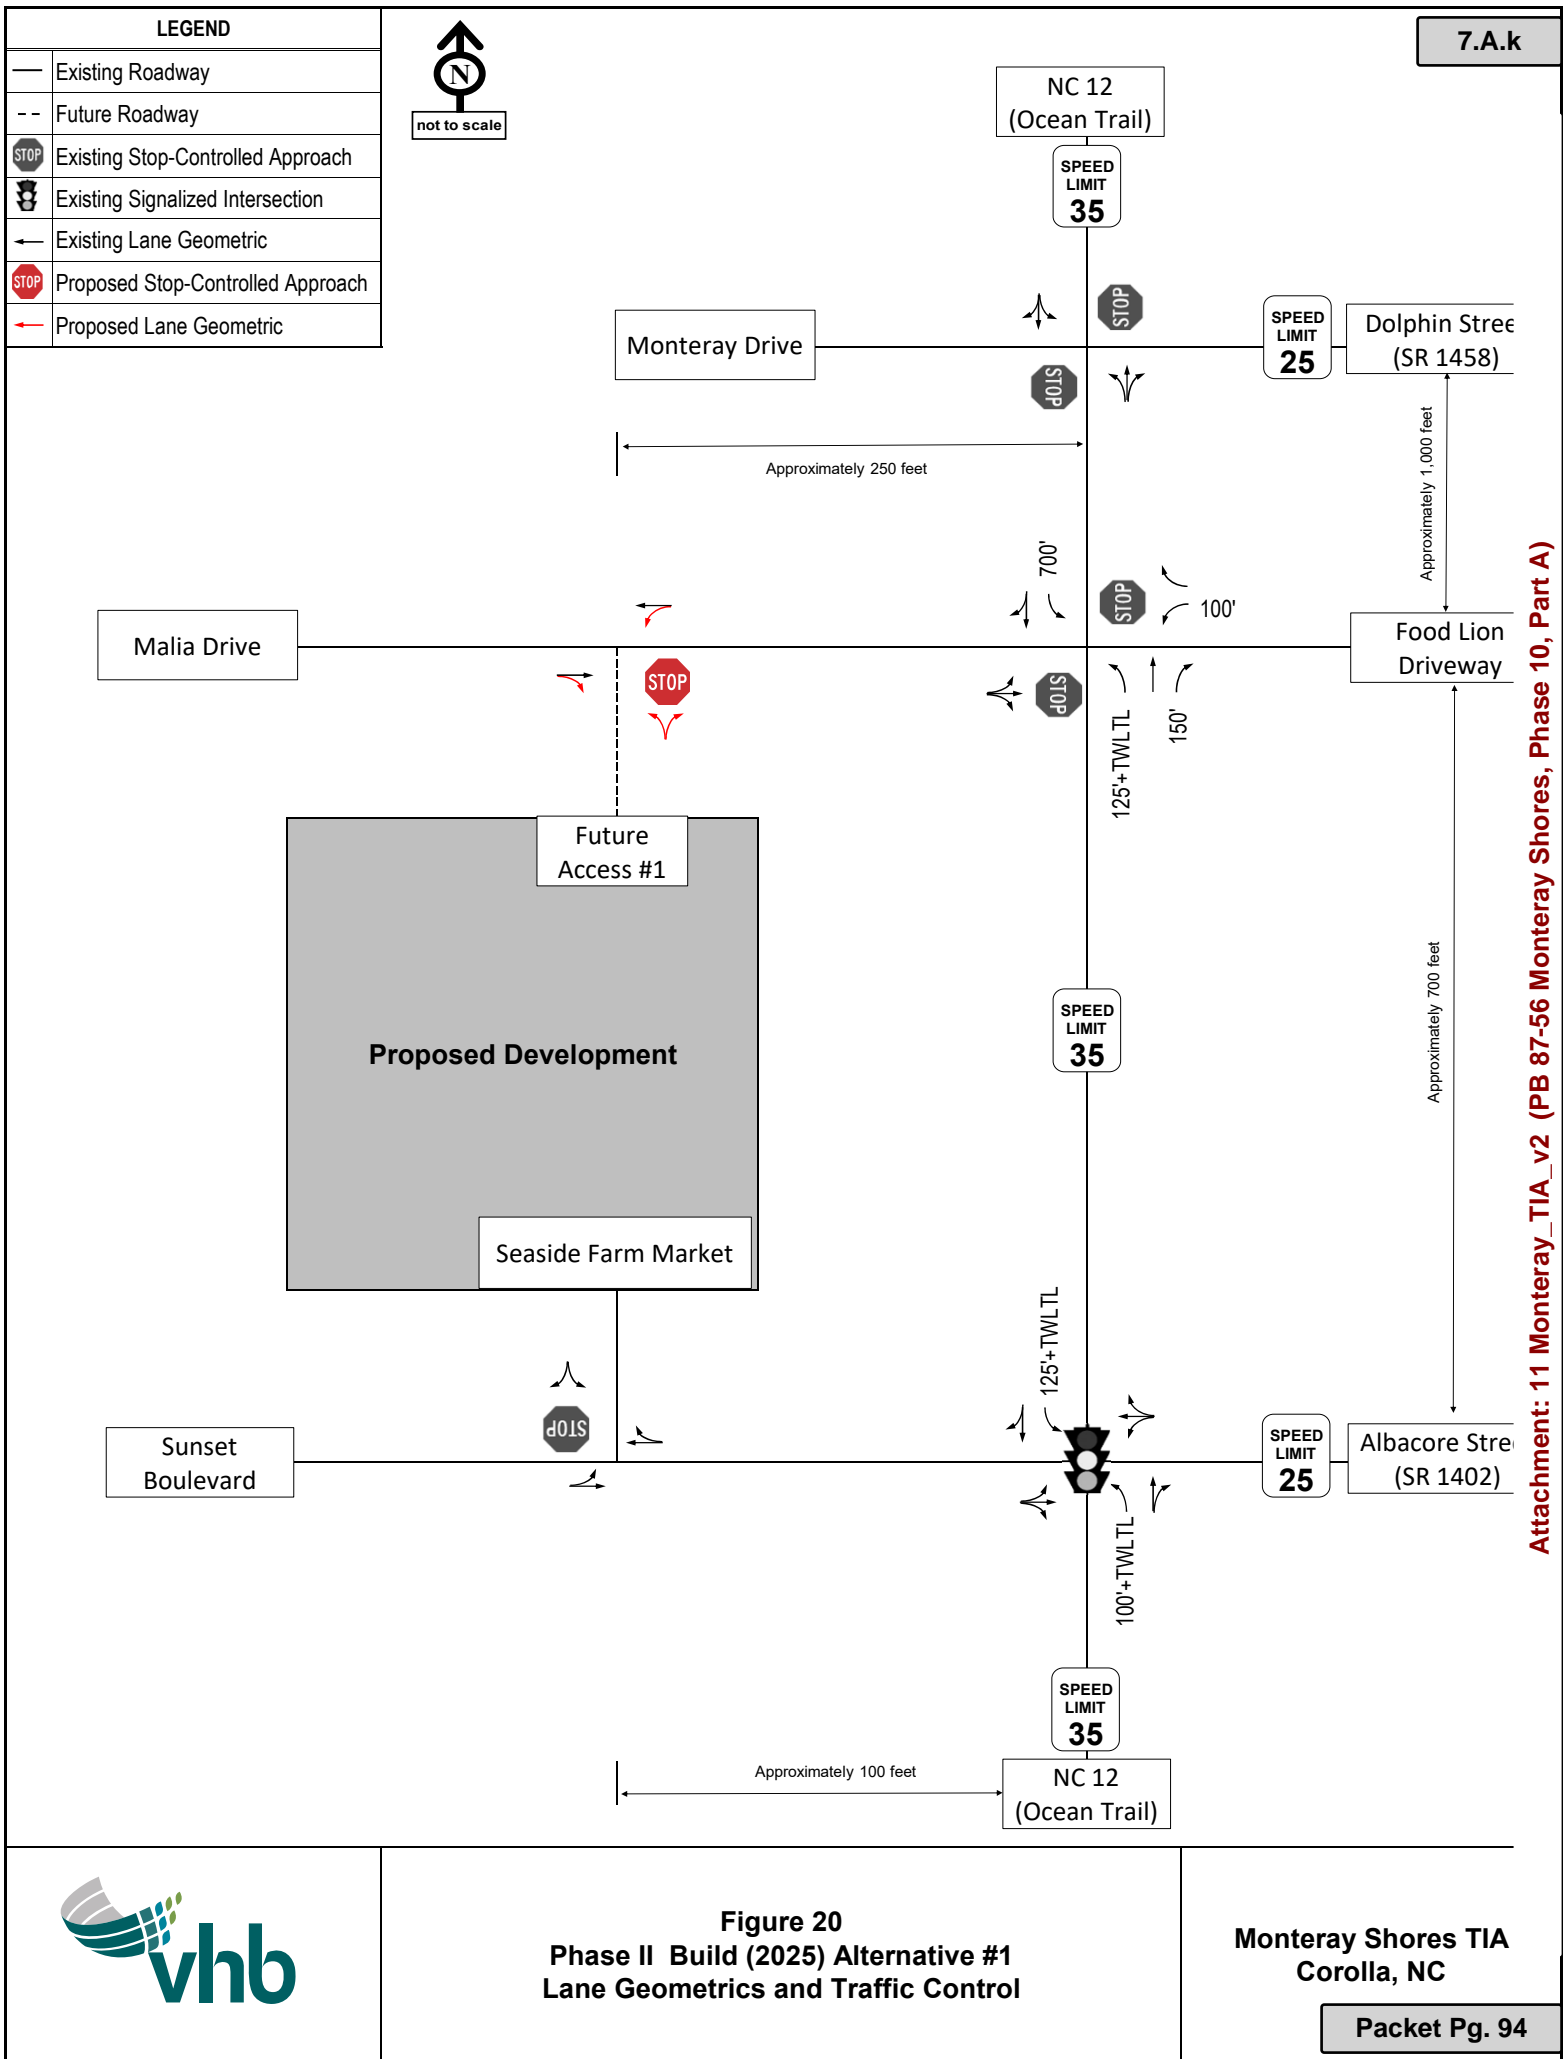 7.A.k
LEGEND
Existing Roadway
Future Roadway
STOP Existing Stop-Controlled Approach
Existing Signalized Intersection
Existing Lane Geometric
STOP Proposed Stop-Controlled Approach
Proposed Lane Geometric
N
not to scale
NC 12
(Ocean Trail)
SPEED
LIMIT
35
STOP
Monteray Drive
SPEED
LIMIT
25
Dolphin Stree
(SR 1458)
STOP
Approximately 250 feet
Approximately 1,000 feet
700'
STOP
100'
Malia Drive
Food Lion
Driveway
STOP
STOP
125'+TWLTL
150'
Future
Access #1
Proposed Development
SPEED
LIMIT
35
Approximately 700 feet
Seaside Farm Market
125'+TWLTL
STOP
Sunset
Boulevard
SPEED
LIMIT
25
Albacore Stre
(SR 1402)
100'+TWLTL
SPEED
LIMIT
35
Approximately 100 feet
NC 12
(Ocean Trail)
Attachment: 11 Monteray_TIA_v2 (PB 87-56 Monteray Shores, Phase 10, Part A)
vhb
Figure 20
Phase II Build (2025) Alternative #1
Lane Geometrics and Traffic Control
Monteray Shores TIA
Corolla, NC
Packet Pg. 94